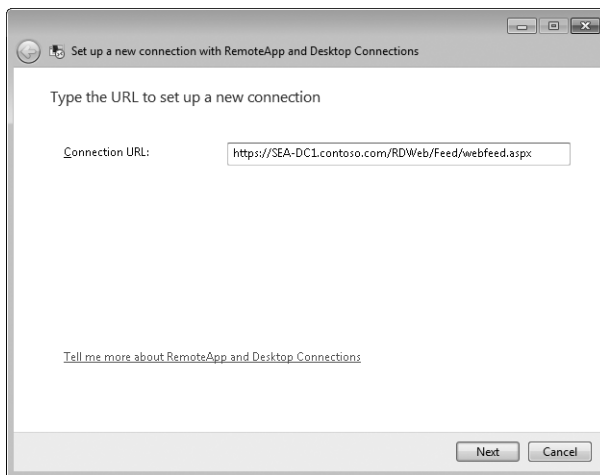 Set up a new connection with RemoteApp and Desktop Connections
Type the URL to set up a new connection
Connection URL: https://SEA-DC1.contoso.com/RDWeb/Feed/webfeed.aspx
Tell me more about RemoteApp and Desktop Connections
Next Cancel